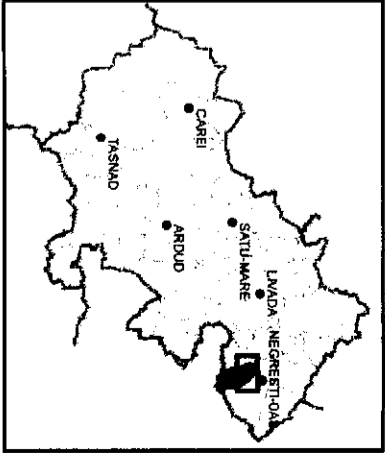 CAREI
TASNAD
SATU-MARE
ARDUD
LIVADA
NEGRESTI-OAS